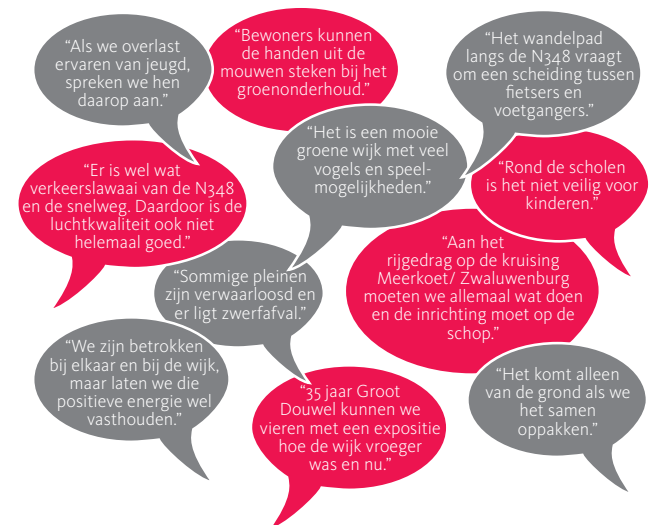 “Als we overlast
ervaren van jeugd,
spreken we hen
daarop aan.”
“Bewoners kunnen
de handen uit de
mouwen steken bij het
groenonderhoud.”
“Het wandelpad
langs de N348 vraagt
om een scheiding tussen
fietsers en
voetgangers.”
“Het is een mooie
groene wijk met veel
vogels en speel-
mogelijkheden.”
“Er is wel wat
verkeerslawaai van de N348
en de snelweg. Daardoor is de
luchtkwaliteit ook niet
helemaal goed.”
“Rond de scholen
is het niet veilig voor
kinderen.”
“Aan het
rijgedrag op de kruising
Meerkoet/ Zwaluwenburg
moeten we allemaal wat doen
en de inrichting moet op de
schop.”
“Sommige pleinen
zijn verwaarloosd en
er ligt zwerfafval.”
“We zijn betrokken
bij elkaar en bij de wijk,
maar laten we die
positieve energie wel
vasthouden.”
“35 jaar Groot
Douwel kunnen we
vieren met een expositie
hoe de wijk vroeger
was en nu.”
“Het komt alleen
van de grond als we
het samen
oppakken.”